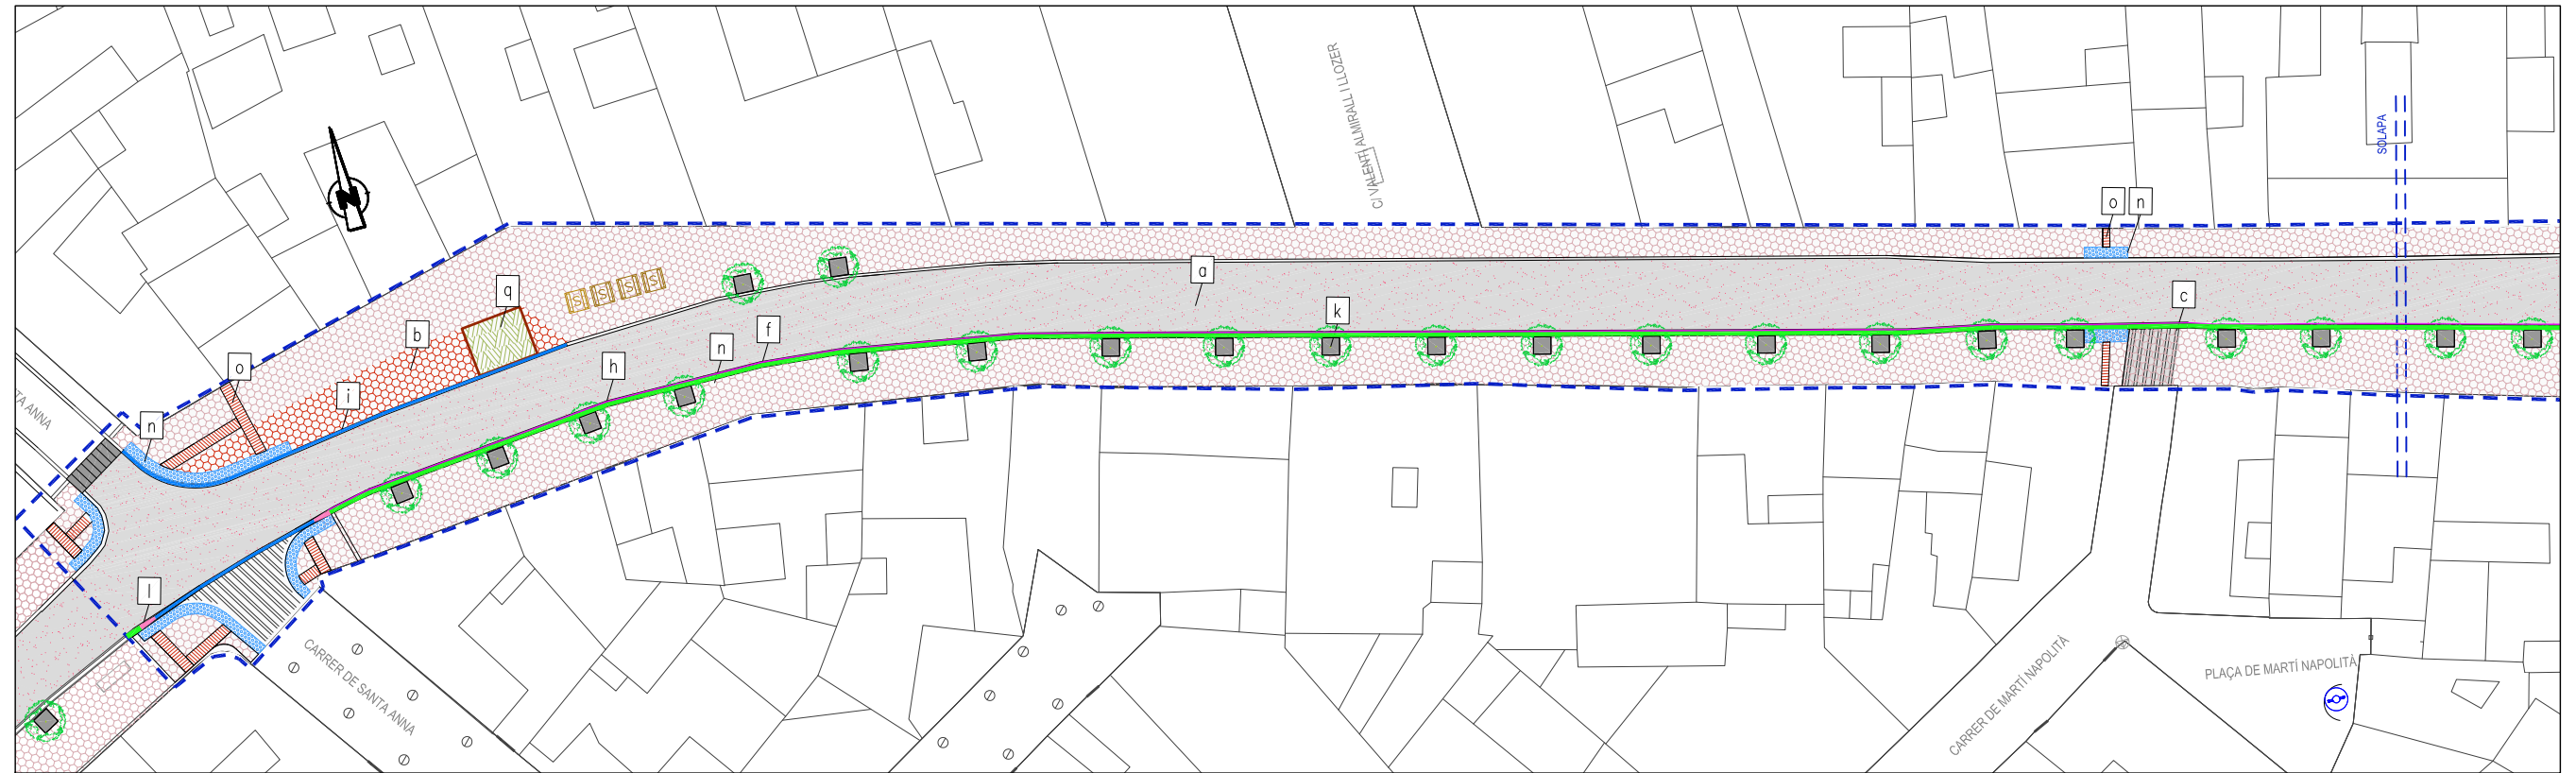 C/ VALENTÍ ALMIRALL I LLOZER
SOLAPA
N
o
n
a
c
q
S
S
S
S
k
b
f
n
h
o
i
n
TA ANNA
l
CARRER DE SANTA ANNA
CARRER DE MARTÍ NAPOLITÀ
PLAÇA DE MARTÍ NAPOLITÀ